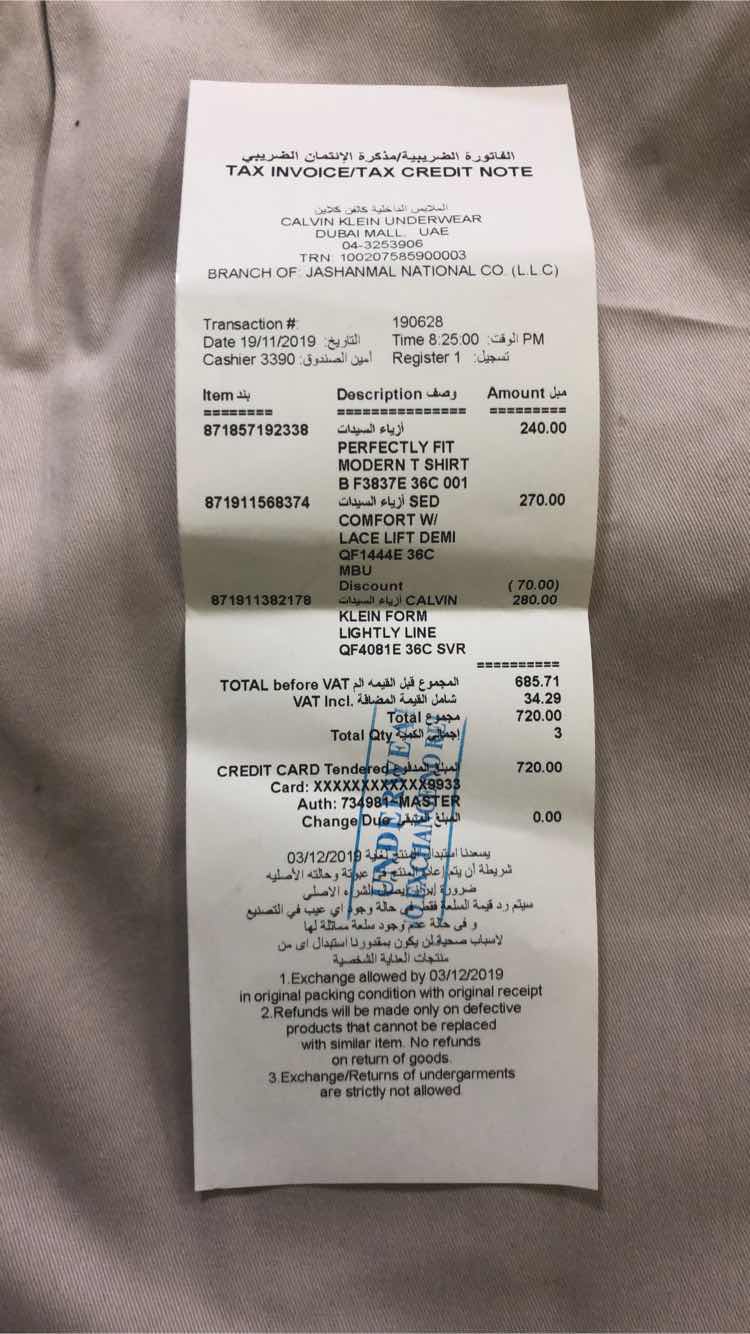 الفاتورة الضريبية/مذكرة الإئتمان الضريبي
TAX INVOICE/TAX CREDIT NOTE
الملابس الداخلية كالفن كلاين
CALVIN KLEIN UNDERWEAR
DUBAI MALL. UAE
04-3253906
TRN: 100207585900003
BRANCH OF: JASHANMAL NATIONAL CO. (L.L.C)
Transaction #: 190628
Date 19/11/2019 التاريخ: Time 8:25:00 الوقت: PM
Cashier 3390 أمين الصندوق: Register 1 تسجيل:
Item بند Description وصف Amount مبل
======== =============== =========
871857192338 أزياء السيدات 240.00
PERFECTLY FIT
MODERN T SHIRT
B F3837E 36C 001
871911568374 أزياء السيدات SED 270.00
COMFORT W/
LACE LIFT DEMI
QF1444E 36C
MBU
Discount (70.00)
871911382178 أزياء السيدات CALVIN 280.00
KLEIN FORM
LIGHTLY LINE
QF4081E 36C SVR
==========
TOTAL before VAT المجموع قبل القيمه الم 685.71
VAT Incl. شامل القيمة المضافة 34.29
Total مجموع 720.00
Total Qty إجمالي الكمية 3
CREDIT CARD Tendered المبلغ المدفوع 720.00
Card: XXXXXXXXXXXX9933
Auth: 734981-MASTER
Change Due المبلغ المتبقي 0.00
UNDERWEAR
EXCHANGE NO RE
يسعدنا استبدال المنتج لغاية 03/12/2019
شريطة أن يتم إعادة المنتج في عبوتة وحالته الأصليه
ضرورة إبراز إيصال الشراء الاصلي
سيتم رد قيمة السلعة فقط في حالة وجود اي عيب في التصنيع
و في حالة عدم وجود سلعة مماثلة لها
لاسباب صحية لن يكون بمقدورنا استبدال اى من
منتجات العناية الشخصية
1.Exchange allowed by 03/12/2019
in original packing condition with original receipt
2.Refunds will be made only on defective
products that cannot be replaced
with similar item. No refunds
on return of goods.
3.Exchange/Returns of undergarments
are strictly not allowed